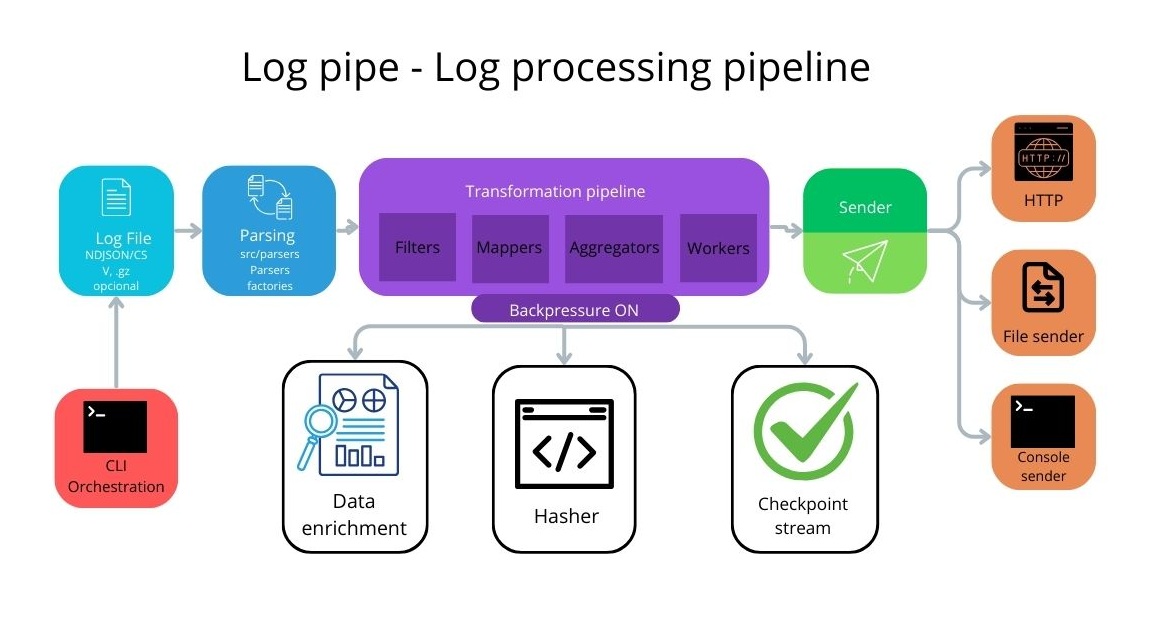 Log pipe - Log processing pipeline
Log File
NDJSON/CS
V, .gz
opcional
Parsing
src/parsers
Parsers
factories
Transformation pipeline
Filters
Mappers
Aggregators
Workers
Backpressure ON
Sender
HTTP://
HTTP
File sender
>_
Console
sender
>_
CLI
Orchestration
Data
enrichment
</>
Hasher
Checkpoint
stream